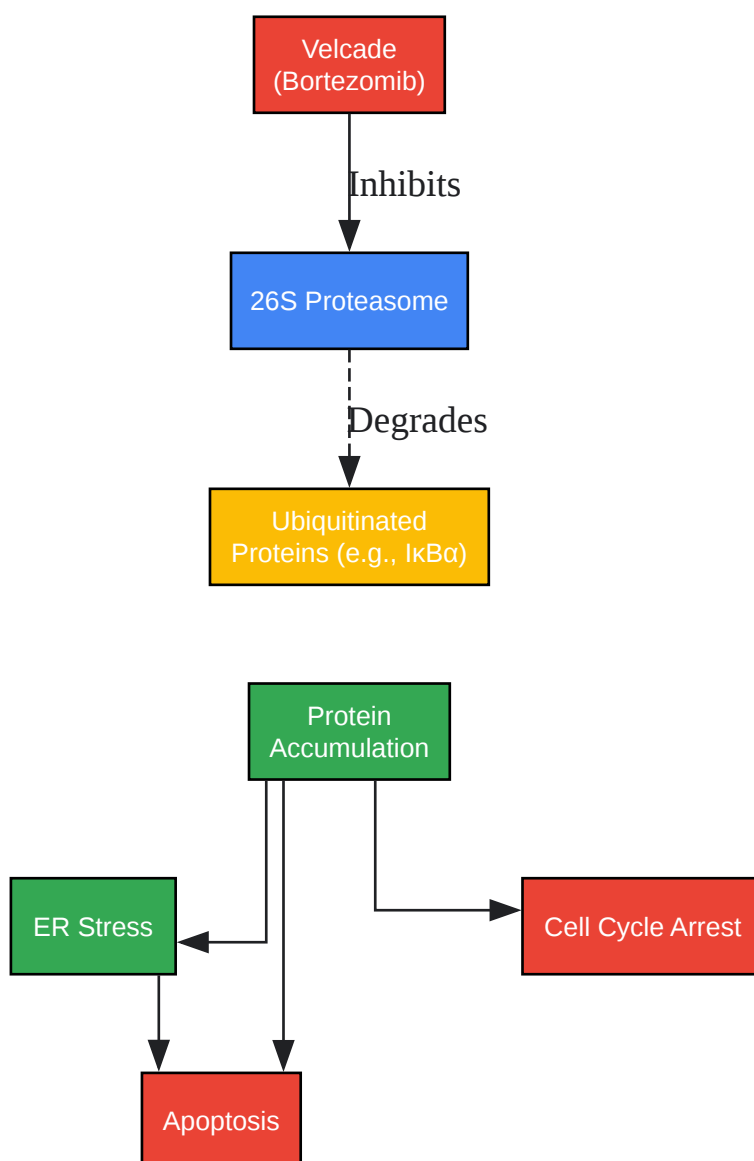 Velcade
(Bortezomib)
Inhibits
26S Proteasome
Degrades
Ubiquitinated
Proteins (e.g., IκBα)
Protein
Accumulation
ER Stress
Cell Cycle Arrest
Apoptosis